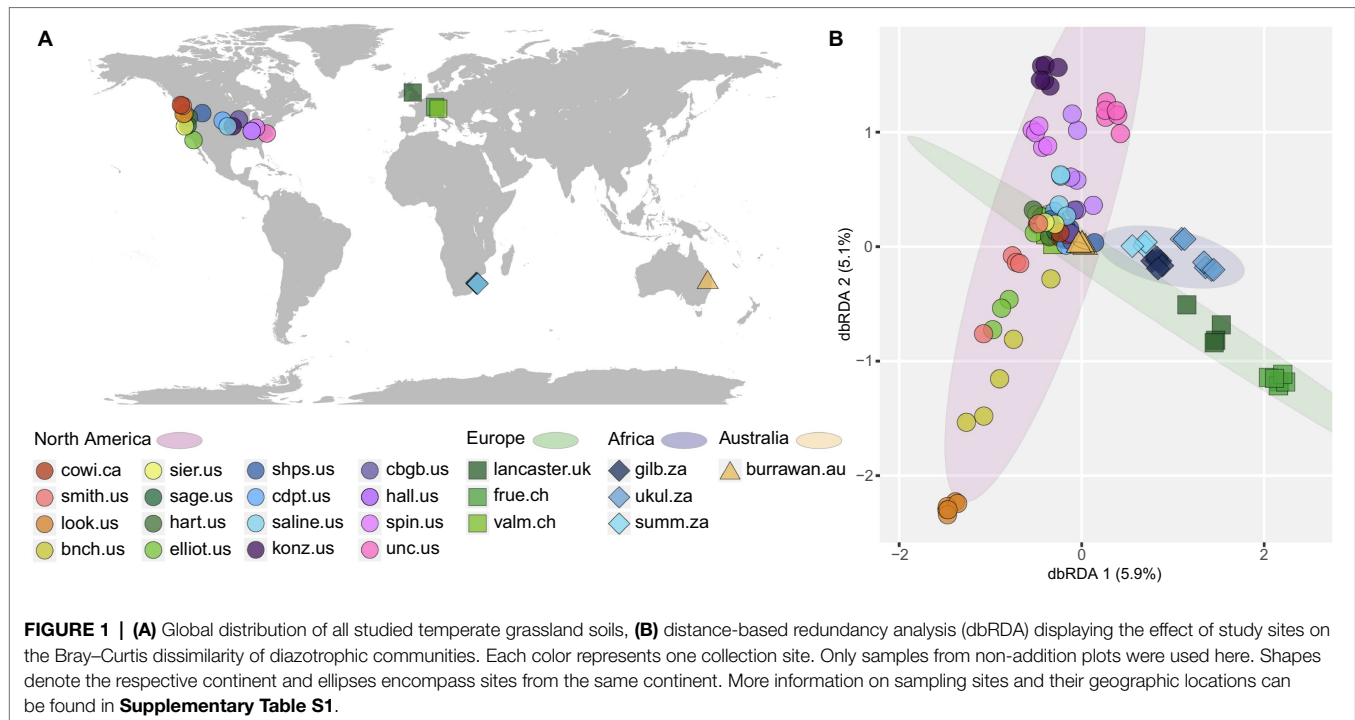 A
B
1
0
−1
−2
dbRDA 2 (5.1%)
−2
0
2
dbRDA 1 (5.9%)
North America
Europe
Africa
Australia
cowi.ca
sier.us
shps.us
cbgb.us
lancaster.uk
gilb.za
burrawan.au
smith.us
sage.us
cdpt.us
hall.us
frue.ch
ukul.za
look.us
hart.us
saline.us
spin.us
valm.ch
summ.za
bnch.us
elliot.us
konz.us
unc.us
FIGURE 1 | (A) Global distribution of all studied temperate grassland soils, (B) distance-based redundancy analysis (dbRDA) displaying the effect of study sites on
the Bray–Curtis dissimilarity of diazotrophic communities. Each color represents one collection site. Only samples from non-addition plots were used here. Shapes
denote the respective continent and ellipses encompass sites from the same continent. More information on sampling sites and their geographic locations can
be found in Supplementary Table S1.